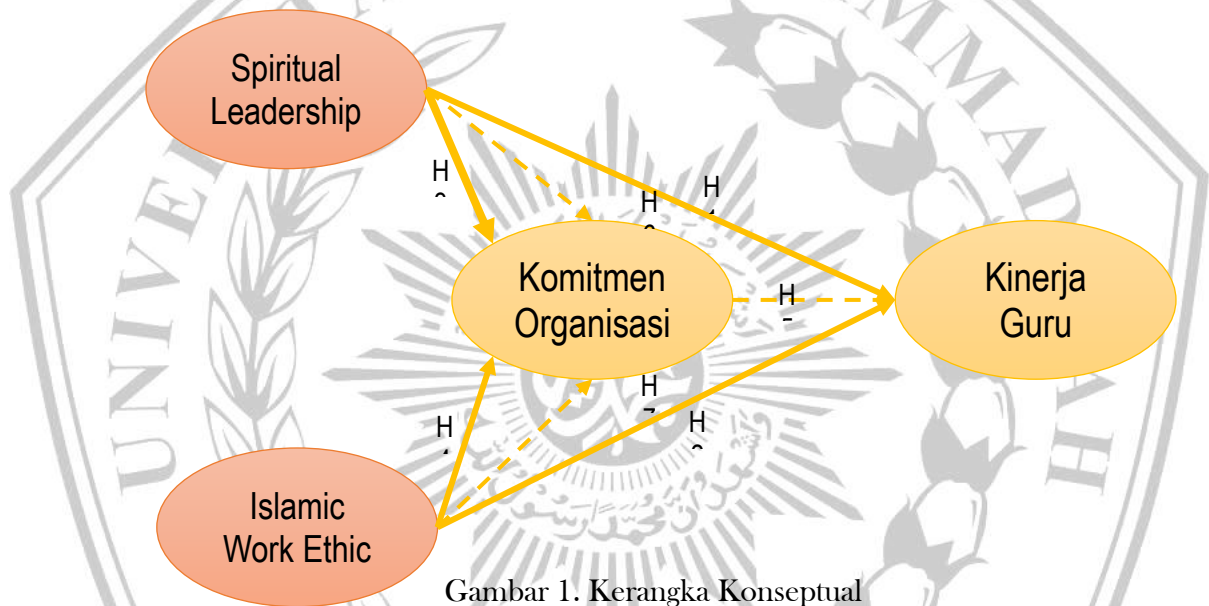 Spiritual
Leadership
H
H
H
Komitmen
Organisasi
H
Kinerja
Guru
H
H
H
Islamic
Work Ethic
Gambar 1. Kerangka Konseptual